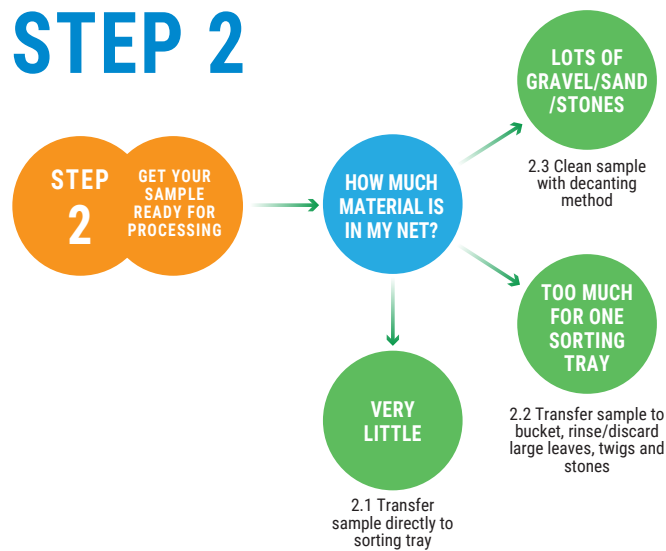 STEP 2
STEP
2
GET YOUR
SAMPLE
READY FOR
PROCESSING
HOW MUCH
MATERIAL IS
IN MY NET?
LOTS OF
GRAVEL/SAND
/STONES
2.3 Clean sample
with decanting
method
TOO MUCH
FOR ONE
SORTING
TRAY
2.2 Transfer sample to
bucket, rinse/discard
large leaves, twigs and
stones
VERY
LITTLE
2.1 Transfer
sample directly to
sorting tray